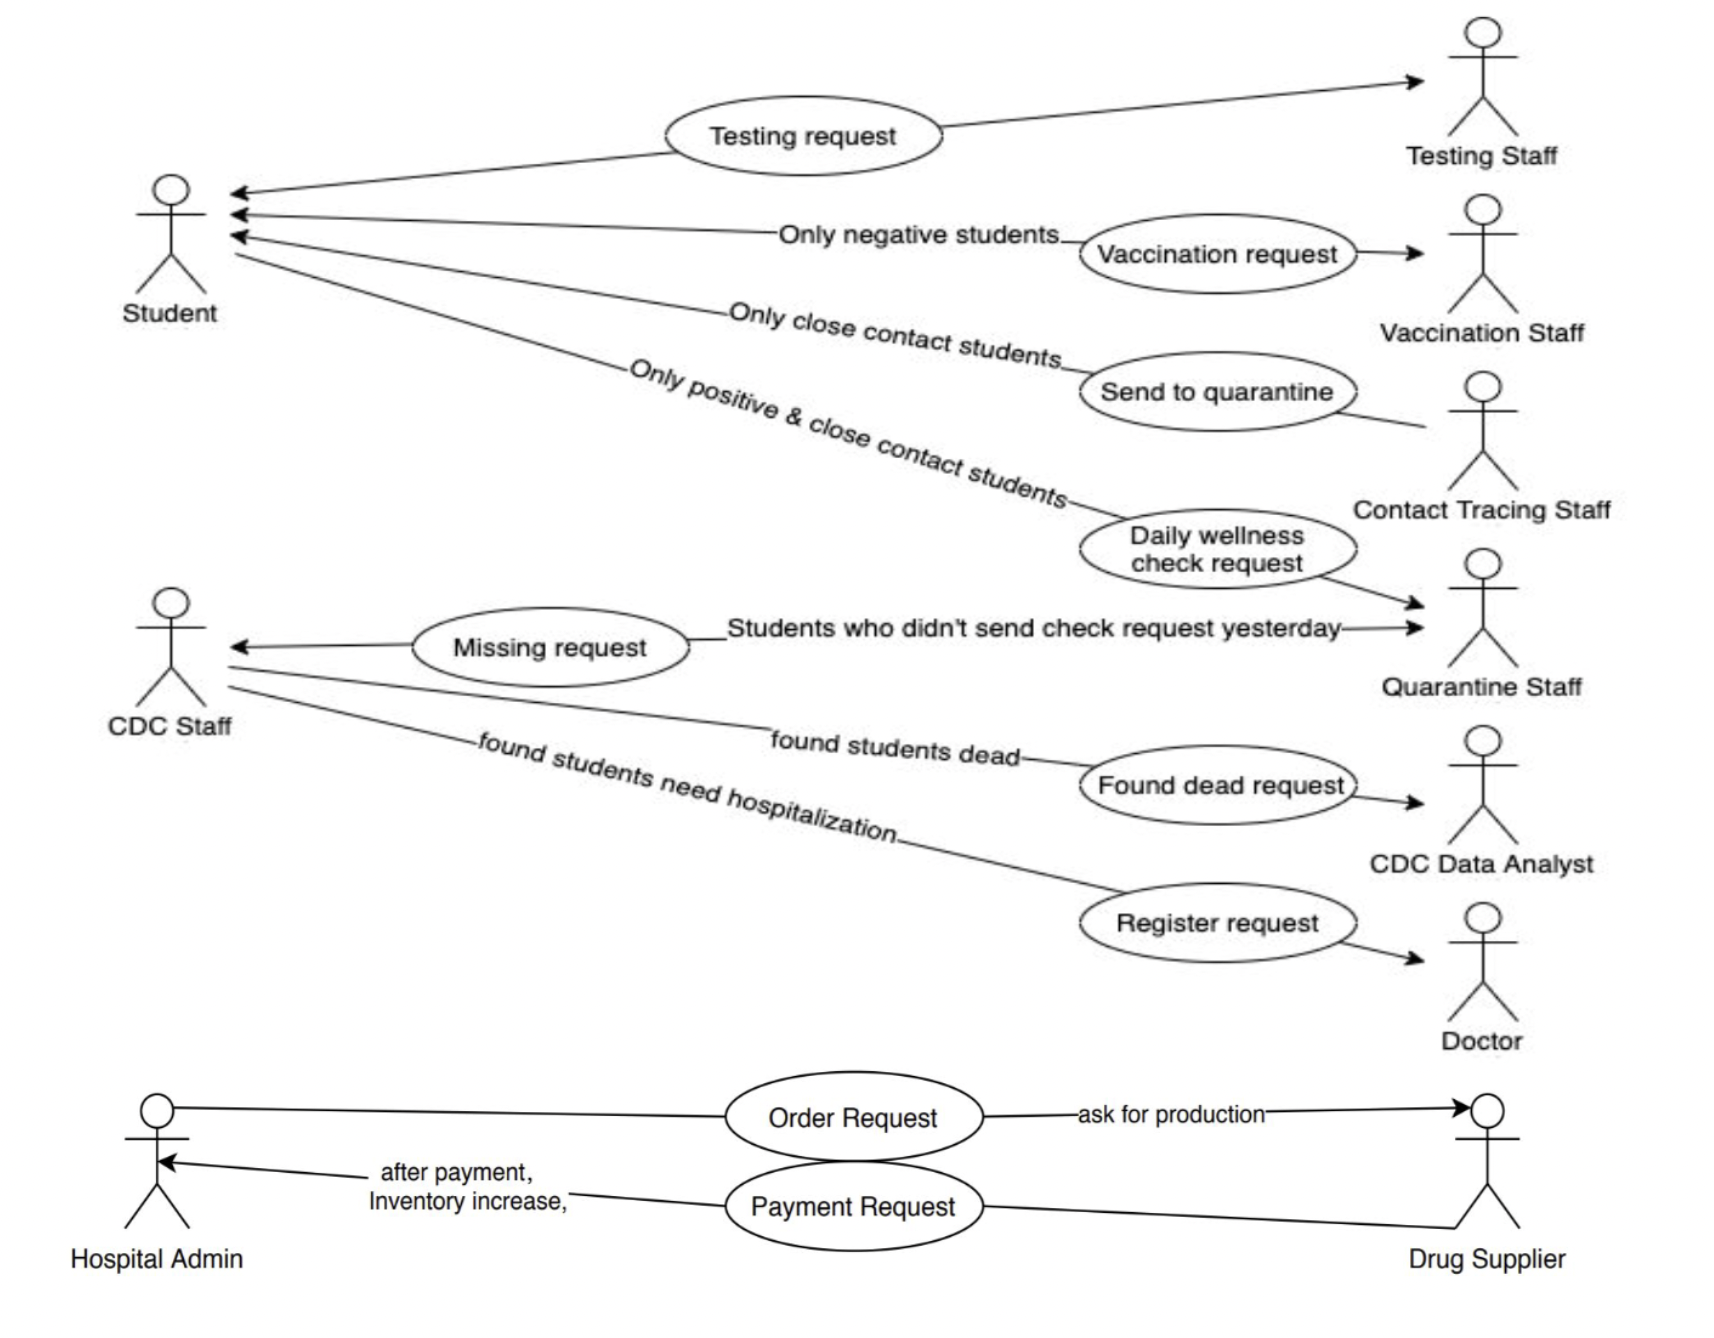 Testing request
Testing Staff
Student
Only negative students
Vaccination request
Vaccination Staff
Only close contact students
Send to quarantine
Contact Tracing Staff
Only positive & close contact students
Daily wellness
check request
Quarantine Staff
CDC Staff
Missing request
Students who didn't send check request yesterday
found students dead
Found dead request
CDC Data Analyst
found students need hospitalization
Register request
Doctor
Order Request
ask for production
after payment,
Inventory increase,
Payment Request
Hospital Admin
Drug Supplier